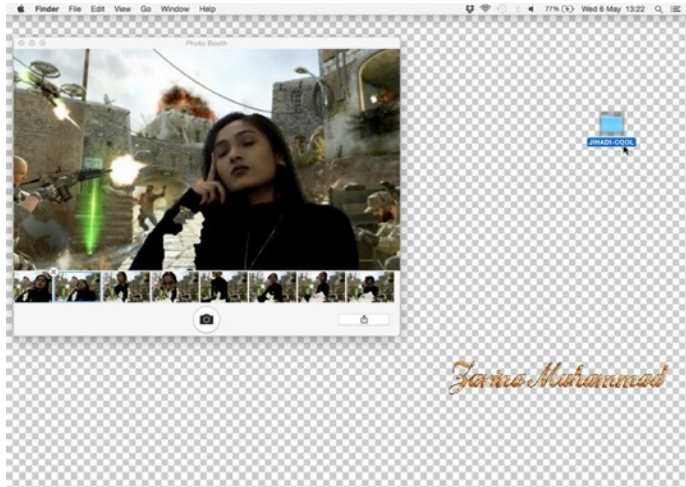 Finder File Edit View Go Window Help 77% Wed 6 May 13:22
Photo Booth
JIHADI-COOL
Zarina Muhammad